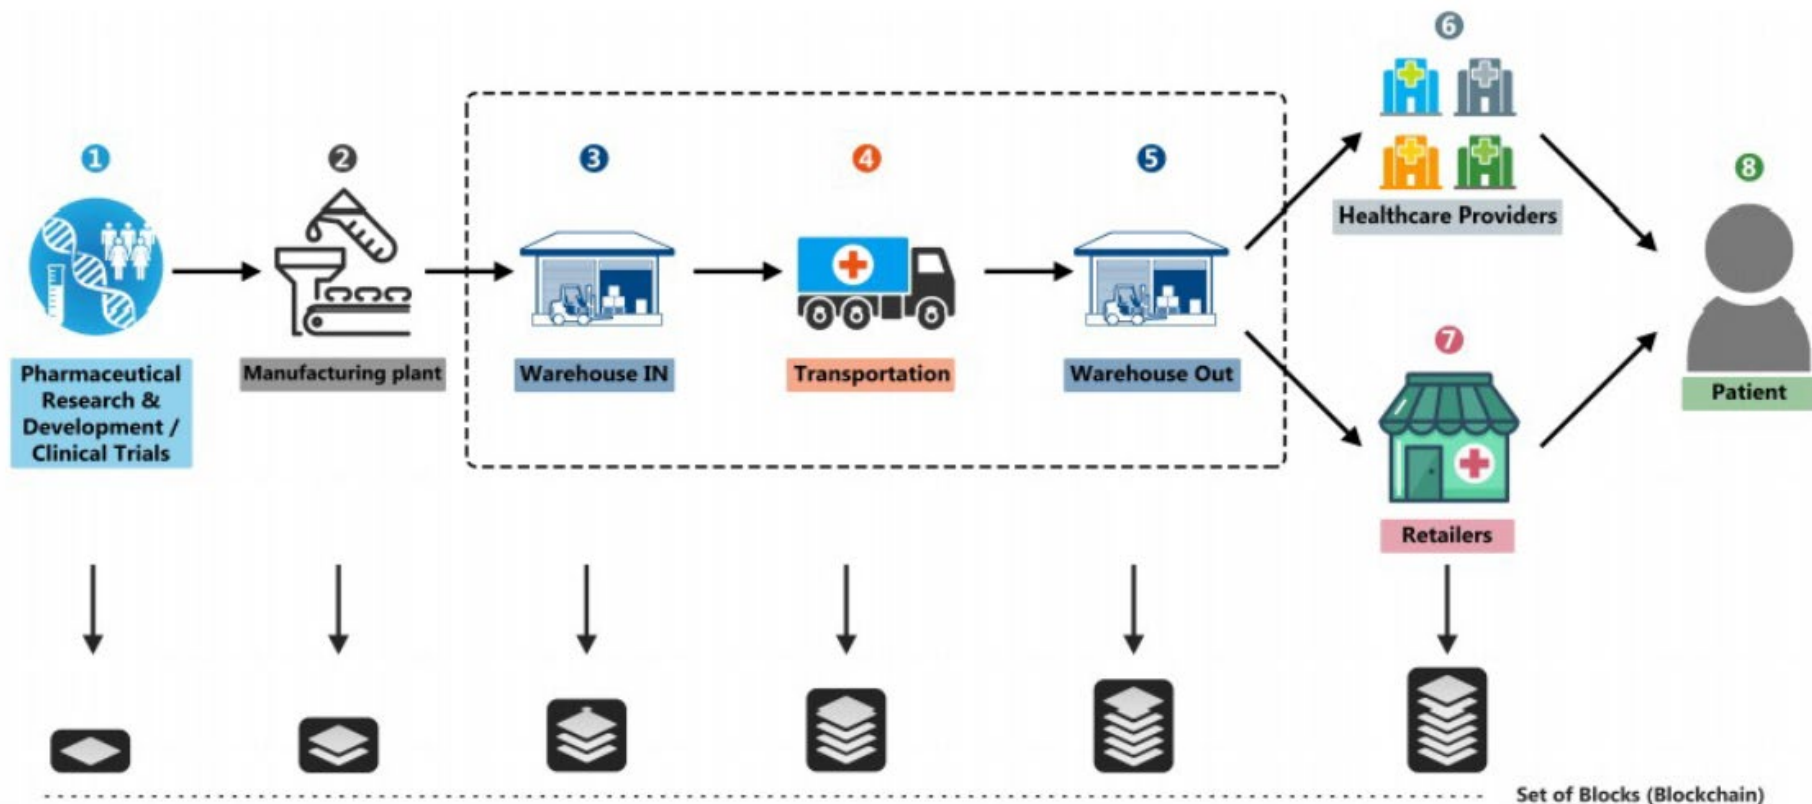 6
1
2
3
4
5
8
Healthcare Providers
7
Pharmaceutical
Research &
Development /
Clinical Trials
Manufacturing plant
Warehouse IN
Transportation
Warehouse Out
Patient
Retailers
Set of Blocks (Blockchain)